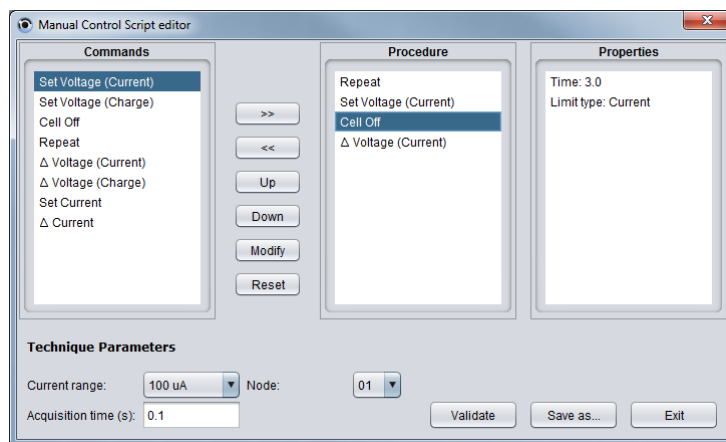 Manual Control Script editor
Commands
Set Voltage (Current)
Set Voltage (Charge)
Cell Off
Repeat
Δ Voltage (Current)
Δ Voltage (Charge)
Set Current
Δ Current
>>
<<
Up
Down
Modify
Reset
Procedure
Repeat
Set Voltage (Current)
Cell Off
Δ Voltage (Current)
Properties
Time: 3.0
Limit type: Current
Technique Parameters
Current range: 100 uA Node: 01
Acquisition time (s): 0.1
Validate Save as... Exit